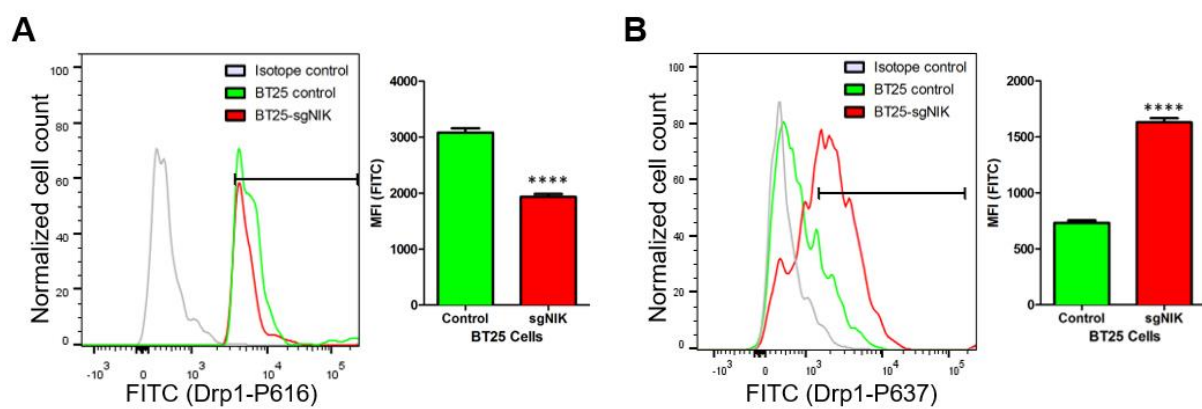 A
Normalized cell count
100
80
60
40
20
0
-10³
0
10³
10⁴
10⁵
FITC (Drp1-P616)
Isotope control
BT25 control
BT25-sgNIK
MFI (FITC)
4000
3000
2000
1000
0
****
Control
sgNIK
BT25 Cells
B
Normalized cell count
100
80
60
40
20
0
-10³
0
10³
10⁴
10⁵
FITC (Drp1-P637)
Isotope control
BT25 control
BT25-sgNIK
MFI (FITC)
2000
1500
1000
500
0
****
Control
sgNIK
BT25 Cells